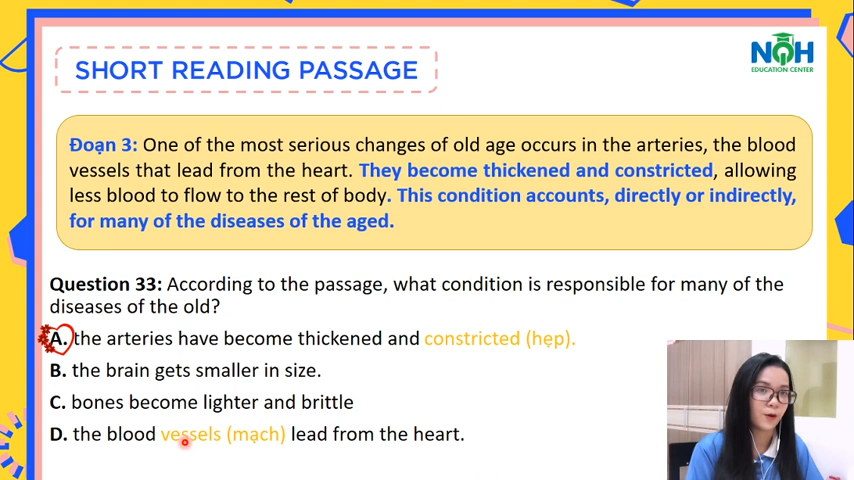 SHORT READING PASSAGE
NQH
EDUCATION CENTER
Đoạn 3: One of the most serious changes of old age occurs in the arteries, the blood
vessels that lead from the heart. They become thickened and constricted, allowing
less blood to flow to the rest of body. This condition accounts, directly or indirectly,
for many of the diseases of the aged.
Question 33: According to the passage, what condition is responsible for many of the
diseases of the old?
A. the arteries have become thickened and constricted (hẹp).
B. the brain gets smaller in size.
C. bones become lighter and brittle
D. the blood vessels (mạch) lead from the heart.